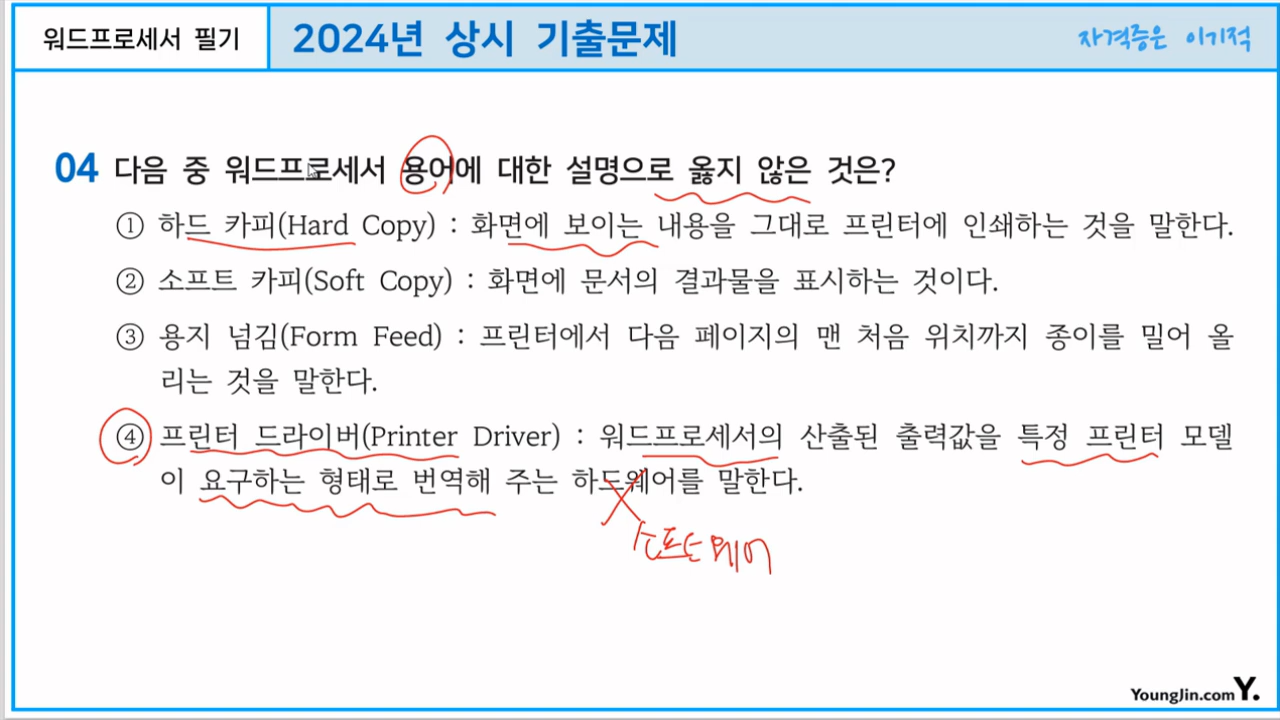 워드프로세서 필기
2024년 상시 기출문제
자격증은 이기적
04 다음 중 워드프로세서 용어에 대한 설명으로 옳지 않은 것은?
① 하드 카피(Hard Copy) : 화면에 보이는 내용을 그대로 프린터에 인쇄하는 것을 말한다.
② 소프트 카피(Soft Copy) : 화면에 문서의 결과물을 표시하는 것이다.
③ 용지 넘김(Form Feed) : 프린터에서 다음 페이지의 맨 처음 위치까지 종이를 밀어 올
리는 것을 말한다.
④ 프린터 드라이버(Printer Driver) : 워드프로세서의 산출된 출력값을 특정 프린터 모델
이 요구하는 형태로 번역해 주는 하드웨어를 말한다.
소프트웨어
YoungJin.com Y.